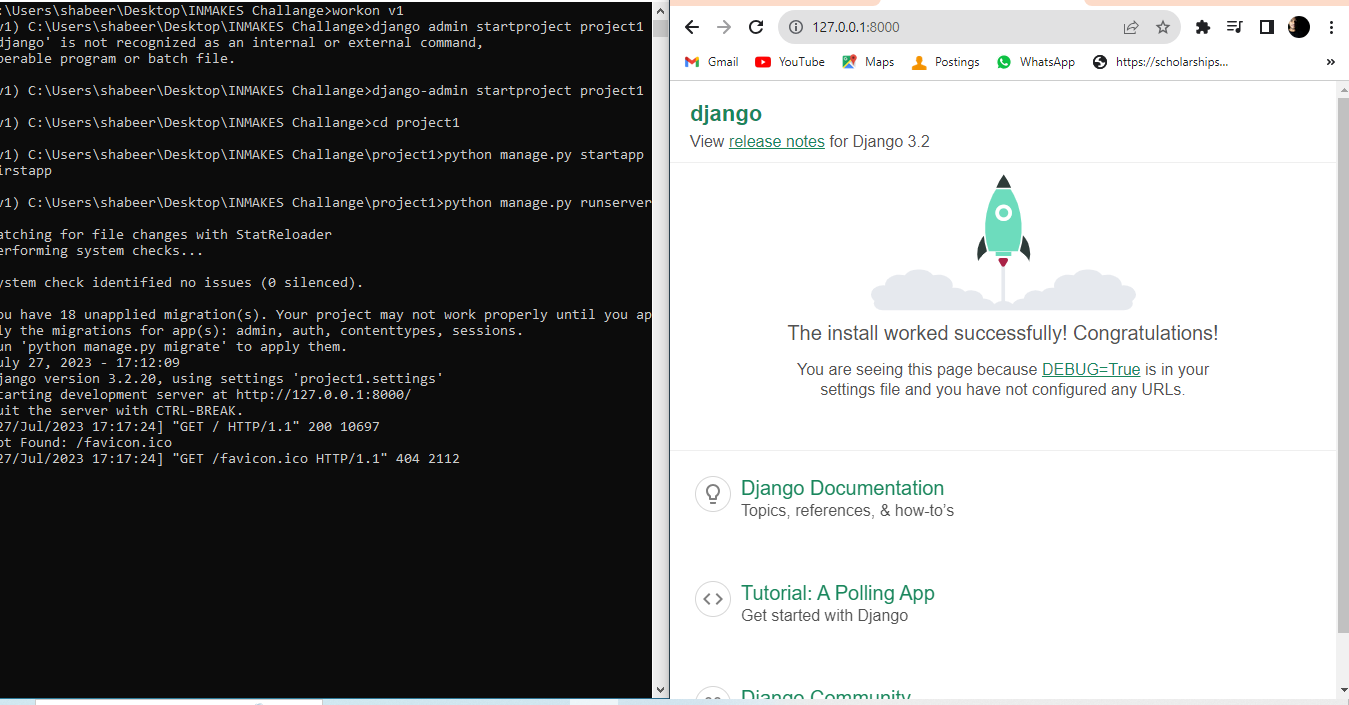 :\Users\shabeer\Desktop\INMAKES Challange>workon v1
v1) C:\Users\shabeer\Desktop\INMAKES Challange>django admin startproject project1
django' is not recognized as an internal or external command,
perable program or batch file.
v1) C:\Users\shabeer\Desktop\INMAKES Challange>django-admin startproject project1
v1) C:\Users\shabeer\Desktop\INMAKES Challange>cd project1
v1) C:\Users\shabeer\Desktop\INMAKES Challange\project1>python manage.py startapp
irstapp
v1) C:\Users\shabeer\Desktop\INMAKES Challange\project1>python manage.py runserver
atching for file changes with StatReloader
erforming system checks...
ystem check identified no issues (0 silenced).
ou have 18 unapplied migration(s). Your project may not work properly until you ap
ly the migrations for app(s): admin, auth, contenttypes, sessions.
un 'python manage.py migrate' to apply them.
uly 27, 2023 - 17:12:09
jango version 3.2.20, using settings 'project1.settings'
tarting development server at http://127.0.0.1:8000/
uit the server with CTRL-BREAK.
27/Jul/2023 17:17:24] "GET / HTTP/1.1" 200 10697
ot Found: /favicon.ico
27/Jul/2023 17:17:24] "GET /favicon.ico HTTP/1.1" 404 2112
127.0.0.1:8000
Gmail YouTube Maps Postings WhatsApp https://scholarships... »
django
View release notes for Django 3.2
The install worked successfully! Congratulations!
You are seeing this page because DEBUG=True is in your
settings file and you have not configured any URLs.
Django Documentation
Topics, references, & how-to's
Tutorial: A Polling App
Get started with Django
Django Community